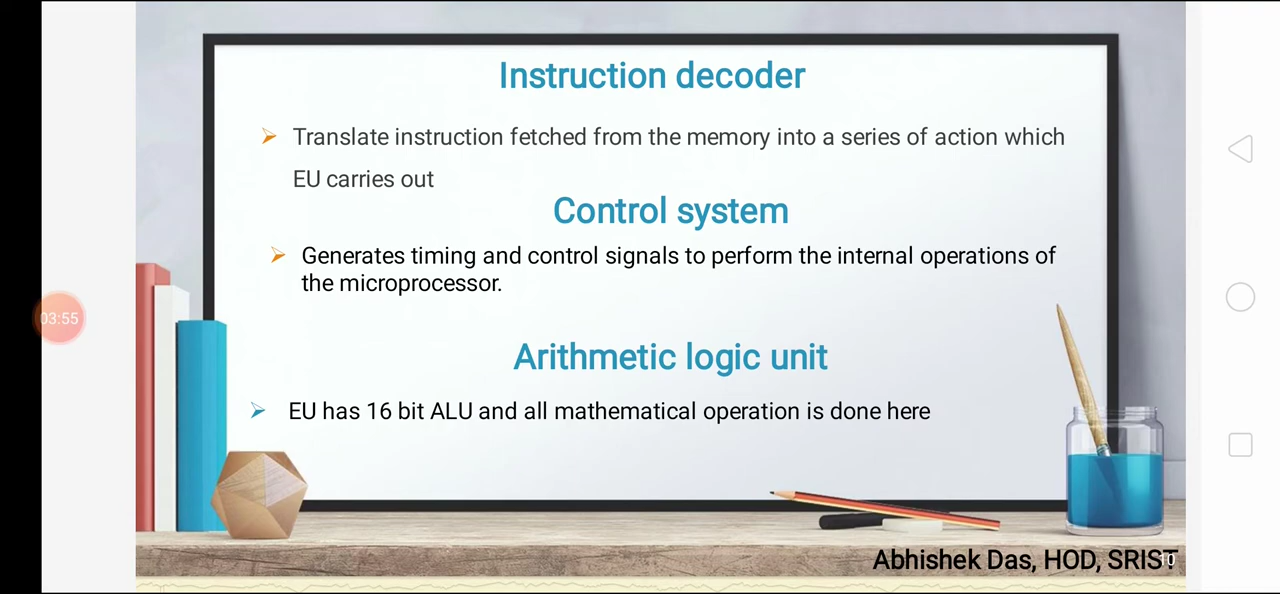 Instruction decoder
Translate instruction fetched from the memory into a series of action which
EU carries out
Control system
Generates timing and control signals to perform the internal operations of
the microprocessor.
03:55
Arithmetic logic unit
EU has 16 bit ALU and all mathematical operation is done here
Abhishek Das, HOD, SRIST
10